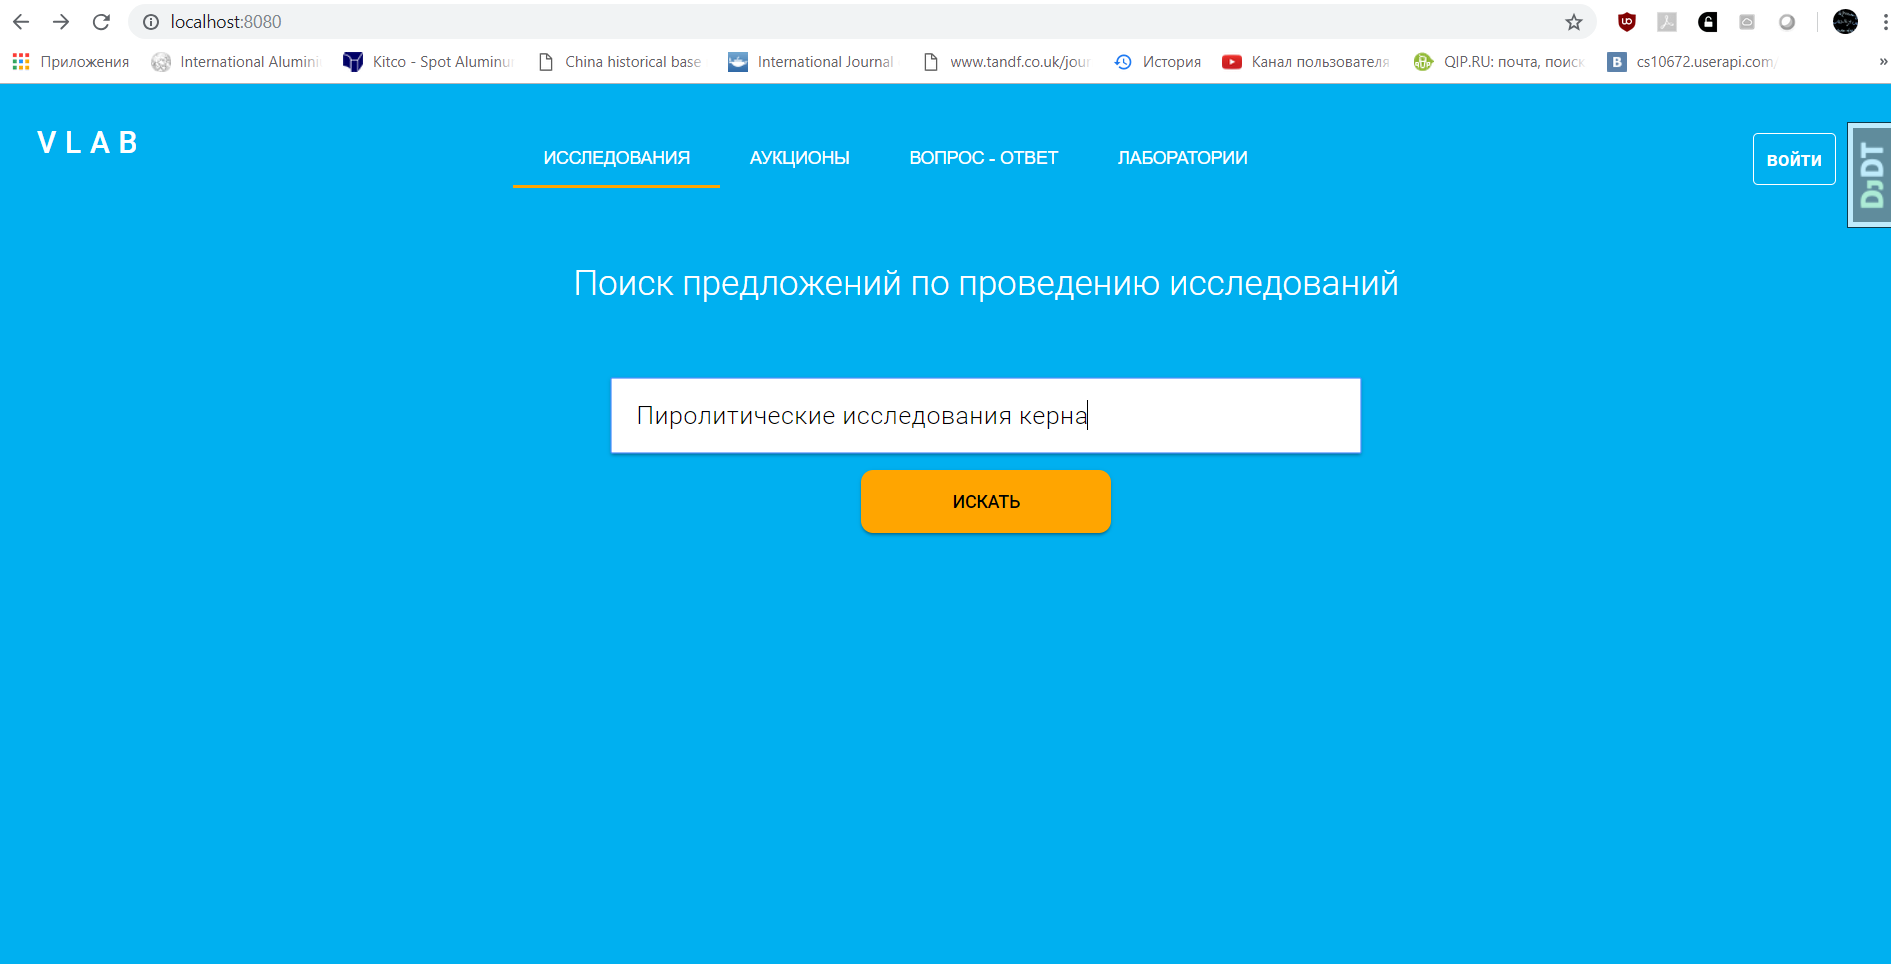 localhost:8080
Приложения International Alumini Kitco - Spot Aluminu China historical base International Journal www.tandf.co.uk/jour История Канал пользователя QIP.RU: почта, поиск cs10672.userapi.com/ »
VLAB
ИССЛЕДОВАНИЯ АУКЦИОНЫ ВОПРОС - ОТВЕТ ЛАБОРАТОРИИ
ВОЙТИ
DJDT
Поиск предложений по проведению исследований
Пиролитические исследования керна
ИСКАТЬ